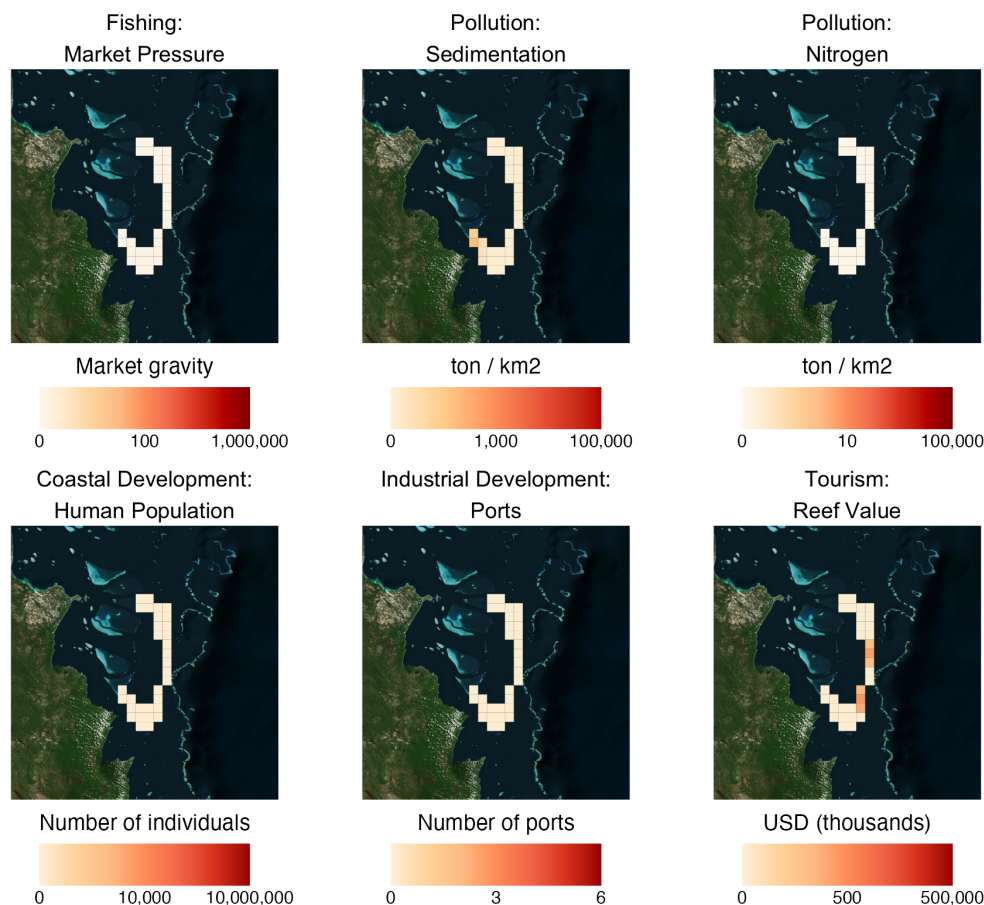 Fishing:
Market Pressure
Pollution:
Sedimentation
Pollution:
Nitrogen
Market gravity
0 100 1,000,000
ton / km2
0 1,000 100,000
ton / km2
0 10 100,000
Coastal Development:
Human Population
Industrial Development:
Ports
Tourism:
Reef Value
Number of individuals
0 10,000 10,000,000
Number of ports
0 3 6
USD (thousands)
0 500 500,000